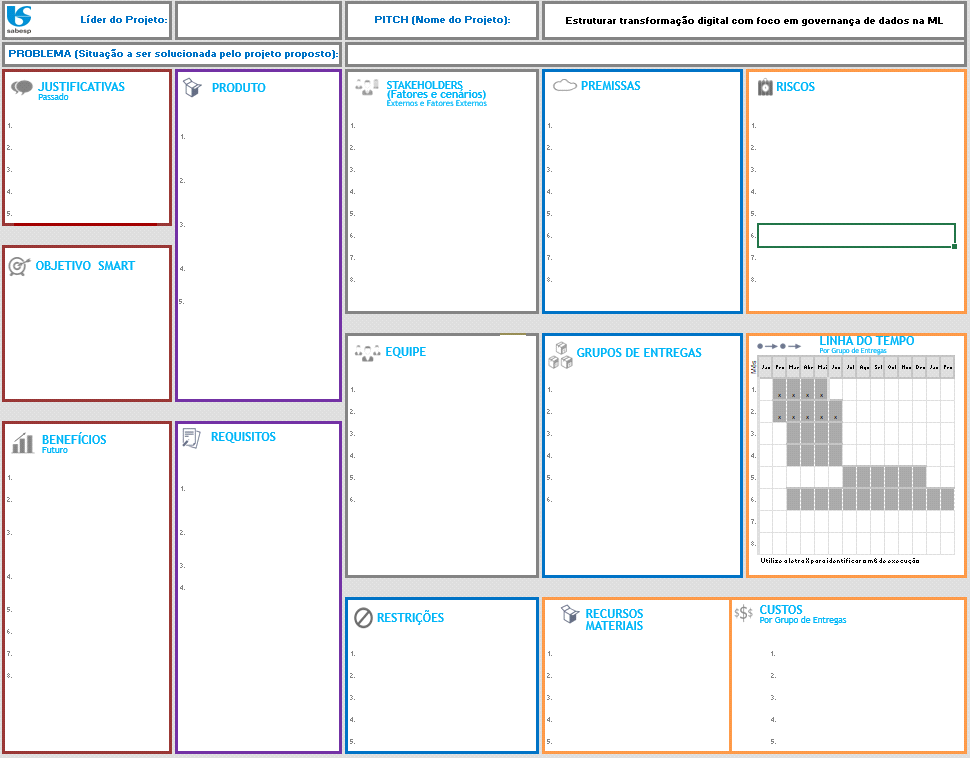 sabesp
Líder do Projeto:
PITCH (Nome do Projeto):
Estruturar transformação digital com foco em governança de dados na ML
PROBLEMA (Situação a ser solucionada pelo projeto proposto):
JUSTIFICATIVAS
Passado
1.
2.
3.
4.
5.
OBJETIVO SMART
BENEFÍCIOS
Futuro
1.
2.
3.
4.
5.
6.
7.
8.
PRODUTO
1.
2.
3.
4.
5.
REQUISITOS
1.
2.
3.
4.
STAKEHOLDERS
(Fatores e cenários)
Externos e Fatores Externos
1.
2.
3.
4.
5.
6.
7.
8.
EQUIPE
1.
2.
3.
4.
5.
6.
RESTRIÇÕES
1.
2.
3.
4.
5.
PREMISSAS
1.
2.
3.
4.
5.
6.
7.
8.
GRUPOS DE ENTREGAS
1.
2.
3.
4.
5.
6.
RISCOS
1.
2.
3.
4.
5.
6.
7.
8.
LINHA DO TEMPO
Por Grupo de Entregas
Mês Jan Fev Mar Abr Mai Jun Jul Ago Set Out Nov Dez Jan Fev
1. x x x x
2. x x x x x
3.
4.
5.
6.
7.
8.
Utilize a letra X para identificar o mês de execução
RECURSOS
MATERIAIS
1.
2.
3.
4.
5.
$$$
CUSTOS
Por Grupo de Entregas
1.
2.
3.
4.
5.